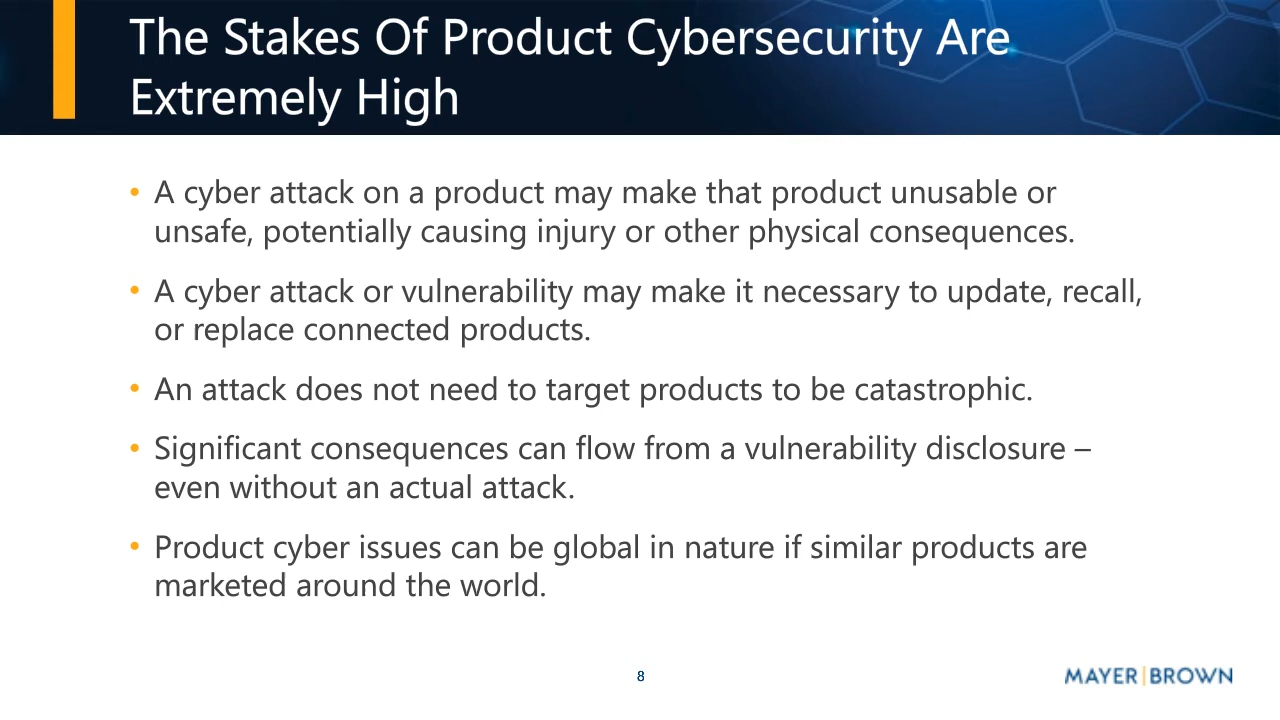 The Stakes Of Product Cybersecurity Are
Extremely High
• A cyber attack on a product may make that product unusable or
unsafe, potentially causing injury or other physical consequences.
• A cyber attack or vulnerability may make it necessary to update, recall,
or replace connected products.
• An attack does not need to target products to be catastrophic.
• Significant consequences can flow from a vulnerability disclosure –
even without an actual attack.
• Product cyber issues can be global in nature if similar products are
marketed around the world.
8
MAYER|BROWN